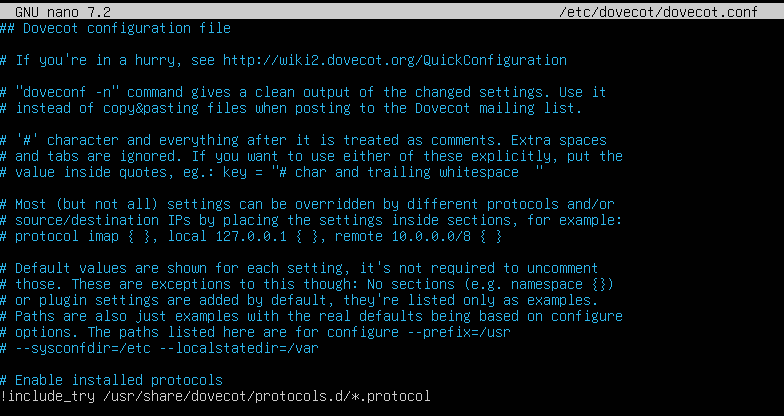 GNU nano 7.2 /etc/dovecot/dovecot.conf
## Dovecot configuration file
# If you're in a hurry, see http://wiki2.dovecot.org/QuickConfiguration
# "doveconf -n" command gives a clean output of the changed settings. Use it
# instead of copy&pasting files when posting to the Dovecot mailing list.
# '#' character and everything after it is treated as comments. Extra spaces
# and tabs are ignored. If you want to use either of these explicitly, put the
# value inside quotes, eg.: key = "# char and trailing whitespace  "
# Most (but not all) settings can be overridden by different protocols and/or
# source/destination IPs by placing the settings inside sections, for example:
# protocol imap { }, local 127.0.0.1 { }, remote 10.0.0.0/8 { }
# Default values are shown for each setting, it's not required to uncomment
# those. These are exceptions to this though: No sections (e.g. namespace {})
# or plugin settings are added by default, they're listed only as examples.
# Paths are also just examples with the real defaults being based on configure
# options. The paths listed here are for configure --prefix=/usr
# --sysconfdir=/etc --localstatedir=/var
# Enable installed protocols
!include_try /usr/share/dovecot/protocols.d/*.protocol